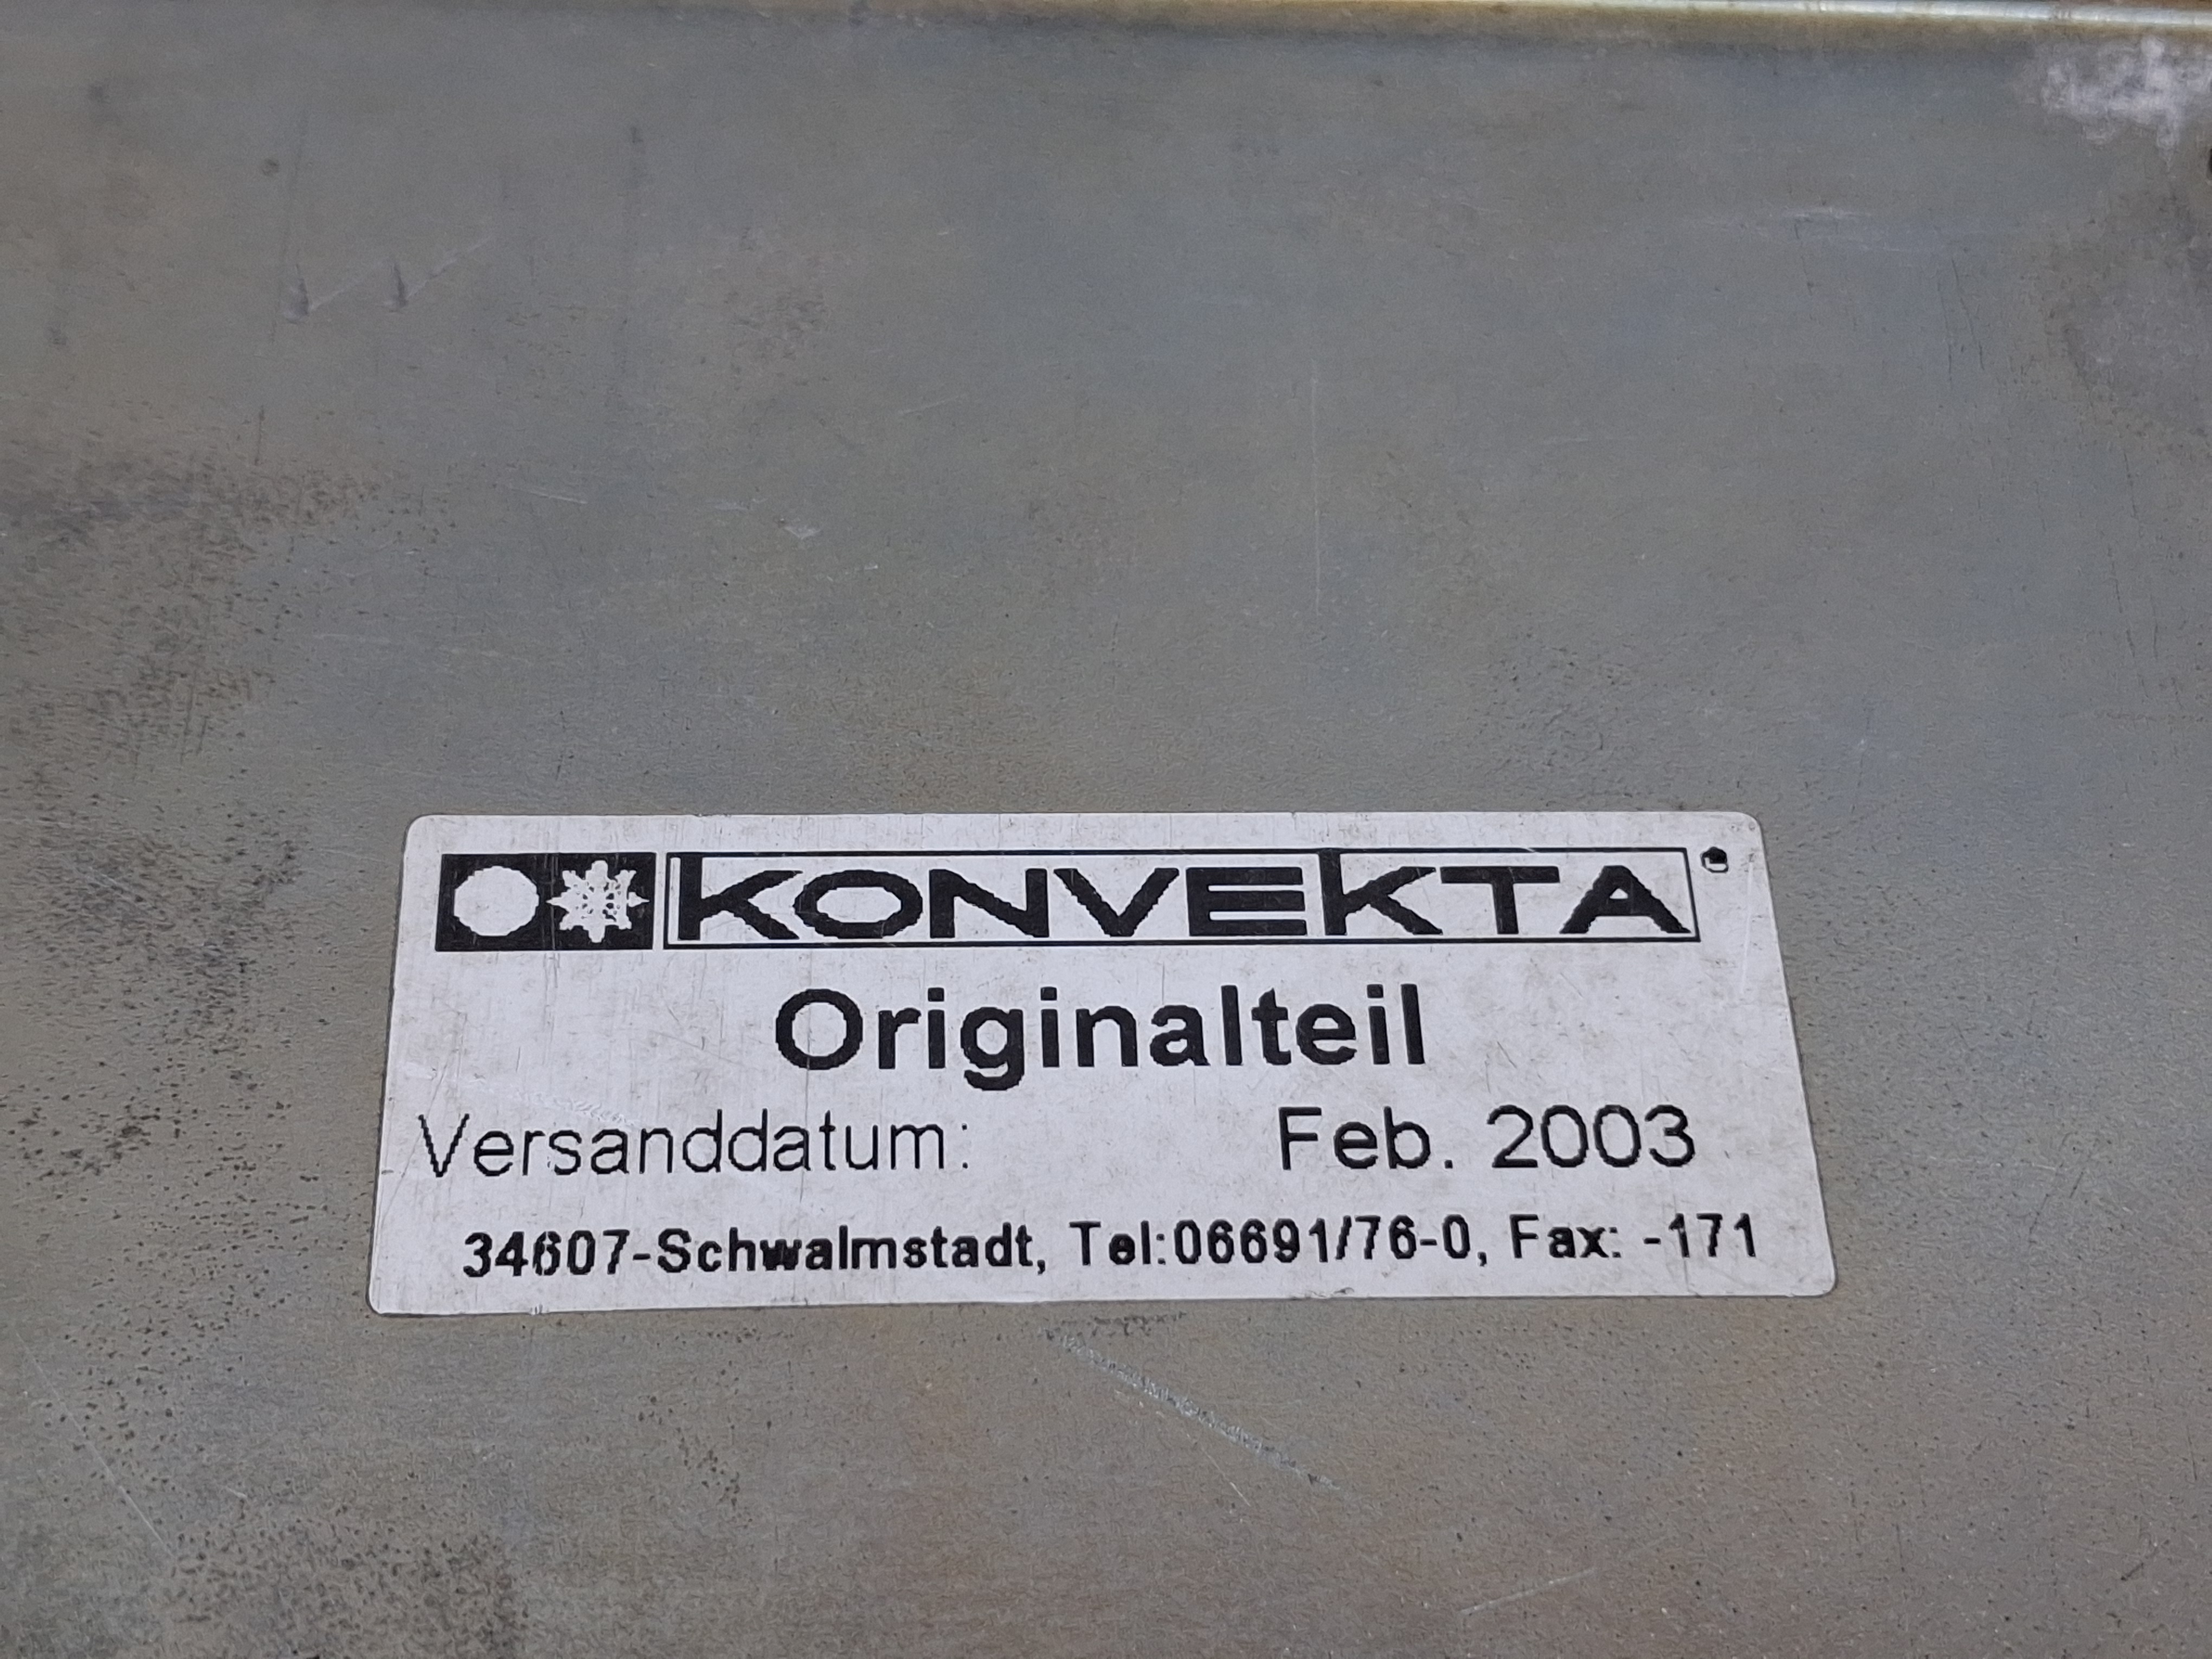 KONVEKTA
Originalteil
Versanddatum: Feb. 2003
34607-Schwalmstadt, Tel:06691/76-0, Fax: -171